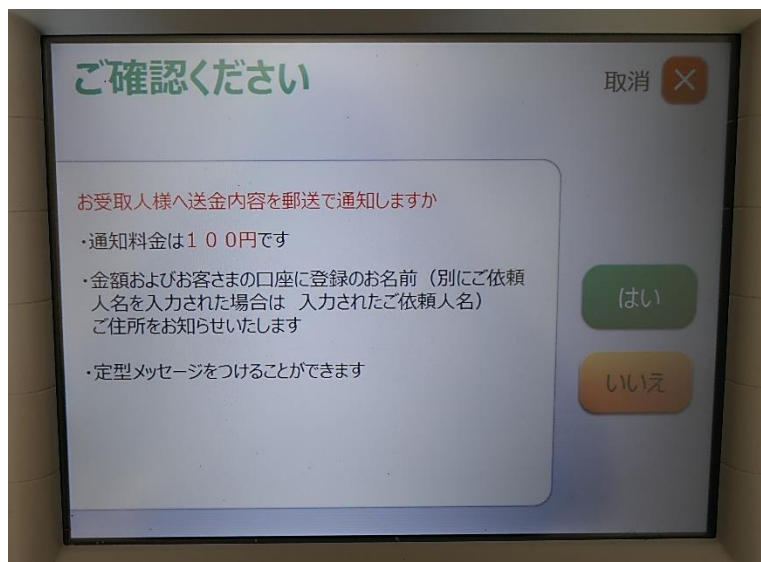 ご確認ください
取消
お受取人様へ送金内容を郵送で通知しますか
・通知料金は１００円です
・金額およびお客さまの口座に登録のお名前（別にご依頼
人名を入力された場合は 入力されたご依頼人名）
ご住所をお知らせいたします
・定型メッセージをつけることができます
はい
いいえ